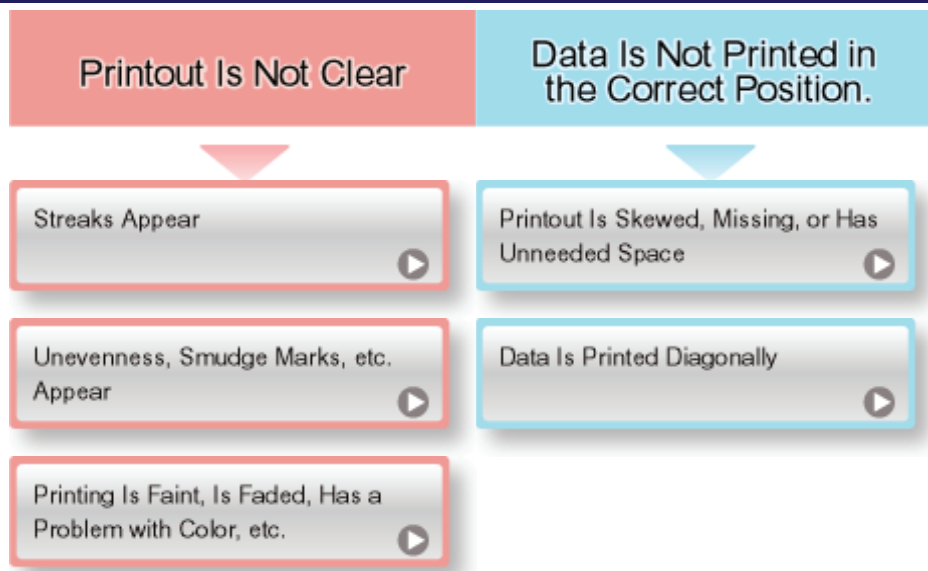 Printout Is Not Clear
Streaks Appear
Unevenness, Smudge Marks, etc.
Appear
Printing Is Faint, Is Faded, Has a
Problem with Color, etc.
Data Is Not Printed in
the Correct Position.
Printout Is Skewed, Missing, or Has
Unneeded Space
Data Is Printed Diagonally